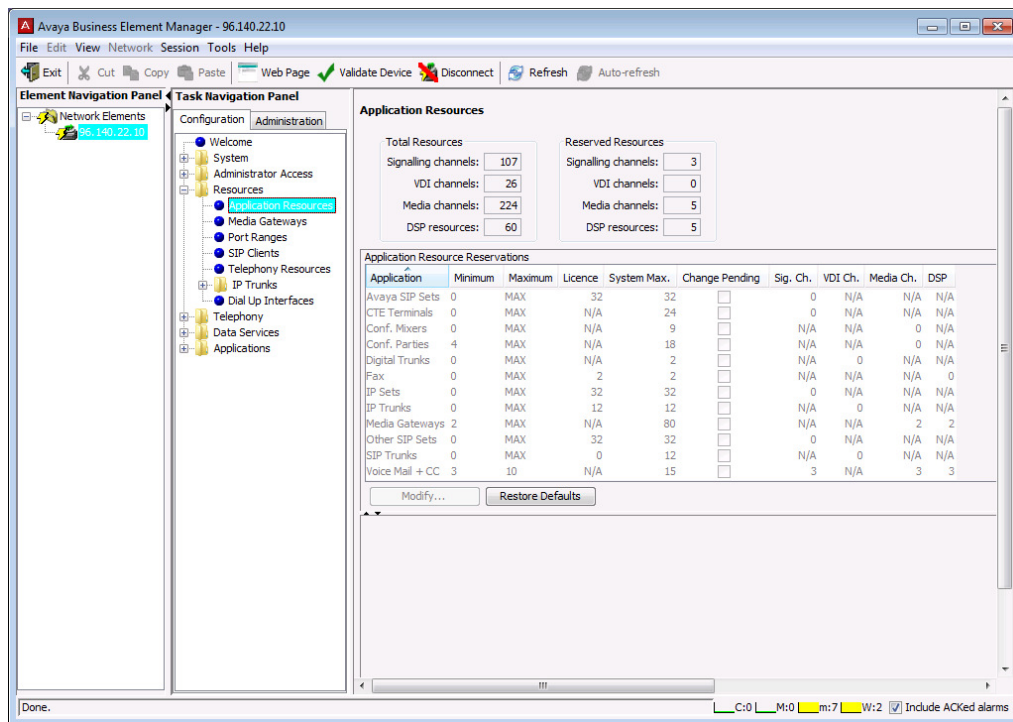 Avaya Business Element Manager - 96.140.22.10
File Edit View Network Session Tools Help
Exit Cut Copy Paste Web Page Validate Device Disconnect Refresh Auto-refresh
Element Navigation Panel
Network Elements
96.140.22.10
Task Navigation Panel
Configuration Administration
Welcome
System
Administrator Access
Resources
Application Resources
Media Gateways
Port Ranges
SIP Clients
Telephony Resources
IP Trunks
Dial Up Interfaces
Telephony
Data Services
Applications
Application Resources
Total Resources
Signalling channels: 107
VDI channels: 26
Media channels: 224
DSP resources: 60
Reserved Resources
Signalling channels: 3
VDI channels: 0
Media channels: 5
DSP resources: 5
Application Resource Reservations
Application Minimum Maximum Licence System Max. Change Pending Sig. Ch. VDI Ch. Media Ch. DSP
Avaya SIP Sets 0 MAX 32 32 0 N/A N/A N/A
CTE Terminals 0 MAX N/A 24 0 N/A N/A N/A
Conf. Mixers 0 MAX N/A 9 N/A N/A 0 N/A
Conf. Parties 4 MAX N/A 18 N/A N/A 0 N/A
Digital Trunks 0 MAX N/A 2 N/A 0 N/A N/A
Fax 0 MAX 2 2 N/A N/A N/A 0
IP Sets 0 MAX 32 32 0 N/A N/A N/A
IP Trunks 0 MAX 12 12 N/A 0 N/A N/A
Media Gateways 2 MAX N/A 80 N/A N/A 2 2
Other SIP Sets 0 MAX 32 32 0 N/A N/A N/A
SIP Trunks 0 MAX 0 12 N/A 0 N/A N/A
Voice Mail + CC 3 10 N/A 15 3 N/A 3 3
Modify... Restore Defaults
Done.
C:0 M:0 m:7 W:2 Include ACKed alarms